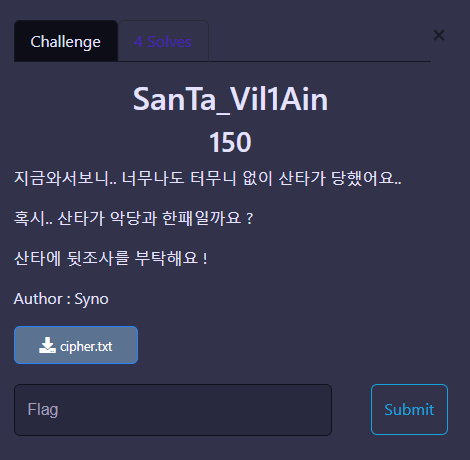 Challenge
4 Solves
×
SanTa_Vil1Ain
150
지금와서보니.. 너무나도 터무니 없이 산타가 당했어요..
혹시.. 산타가 악당과 한패일까요 ?
산타에 뒷조사를 부탁해요 !
Author : Syno
cipher.txt
Flag
Submit